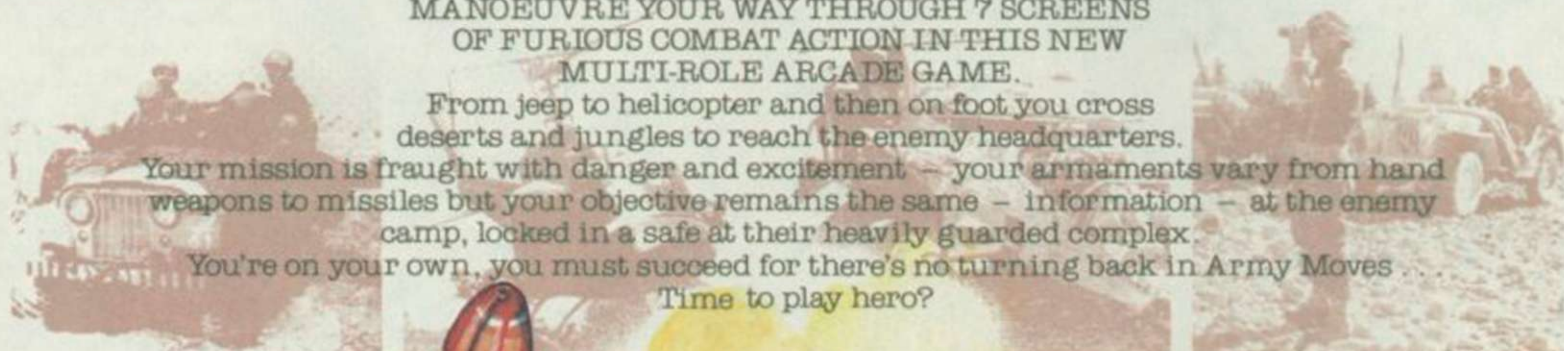 MANOEUVRE YOUR WAY THROUGH 7 SCREENS
OF FURIOUS COMBAT ACTION IN THIS NEW
MULTI-ROLE ARCADE GAME.
From jeep to helicopter and then on foot you cross
deserts and jungles to reach the enemy headquarters.
Your mission is fraught with danger and excitement – your armaments vary from hand
weapons to missiles but your objective remains the same – information – at the enemy
camp, locked in a safe at their heavily guarded complex.
You're on your own, you must succeed for there's no turning back in Army Moves . . . .
Time to play hero?